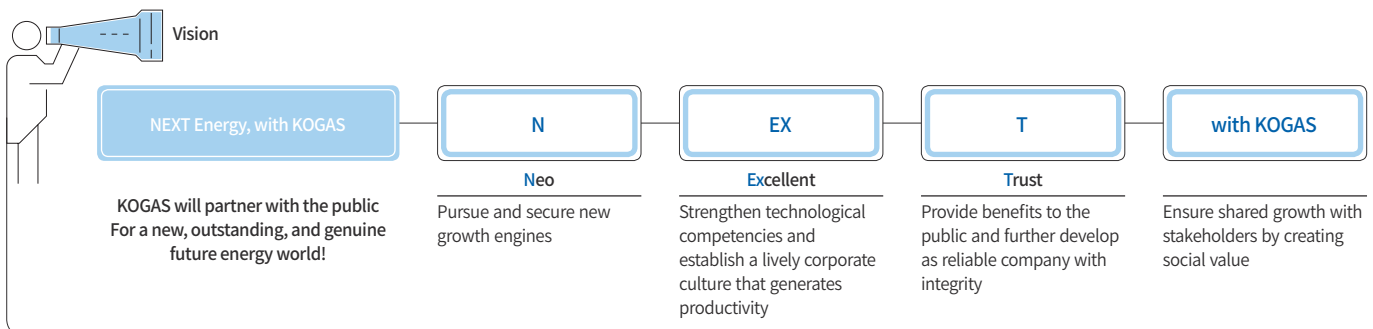 Vision
NEXT Energy, with KOGAS
KOGAS will partner with the public
For a new, outstanding, and genuine
future energy world!
N
Neo
Pursue and secure new
growth engines
EX
Excellent
Strengthen technological
competencies and
establish a lively corporate
culture that generates
productivity
T
Trust
Provide benefits to the
public and further develop
as reliable company with
integrity
with KOGAS
Ensure shared growth with
stakeholders by creating
social value